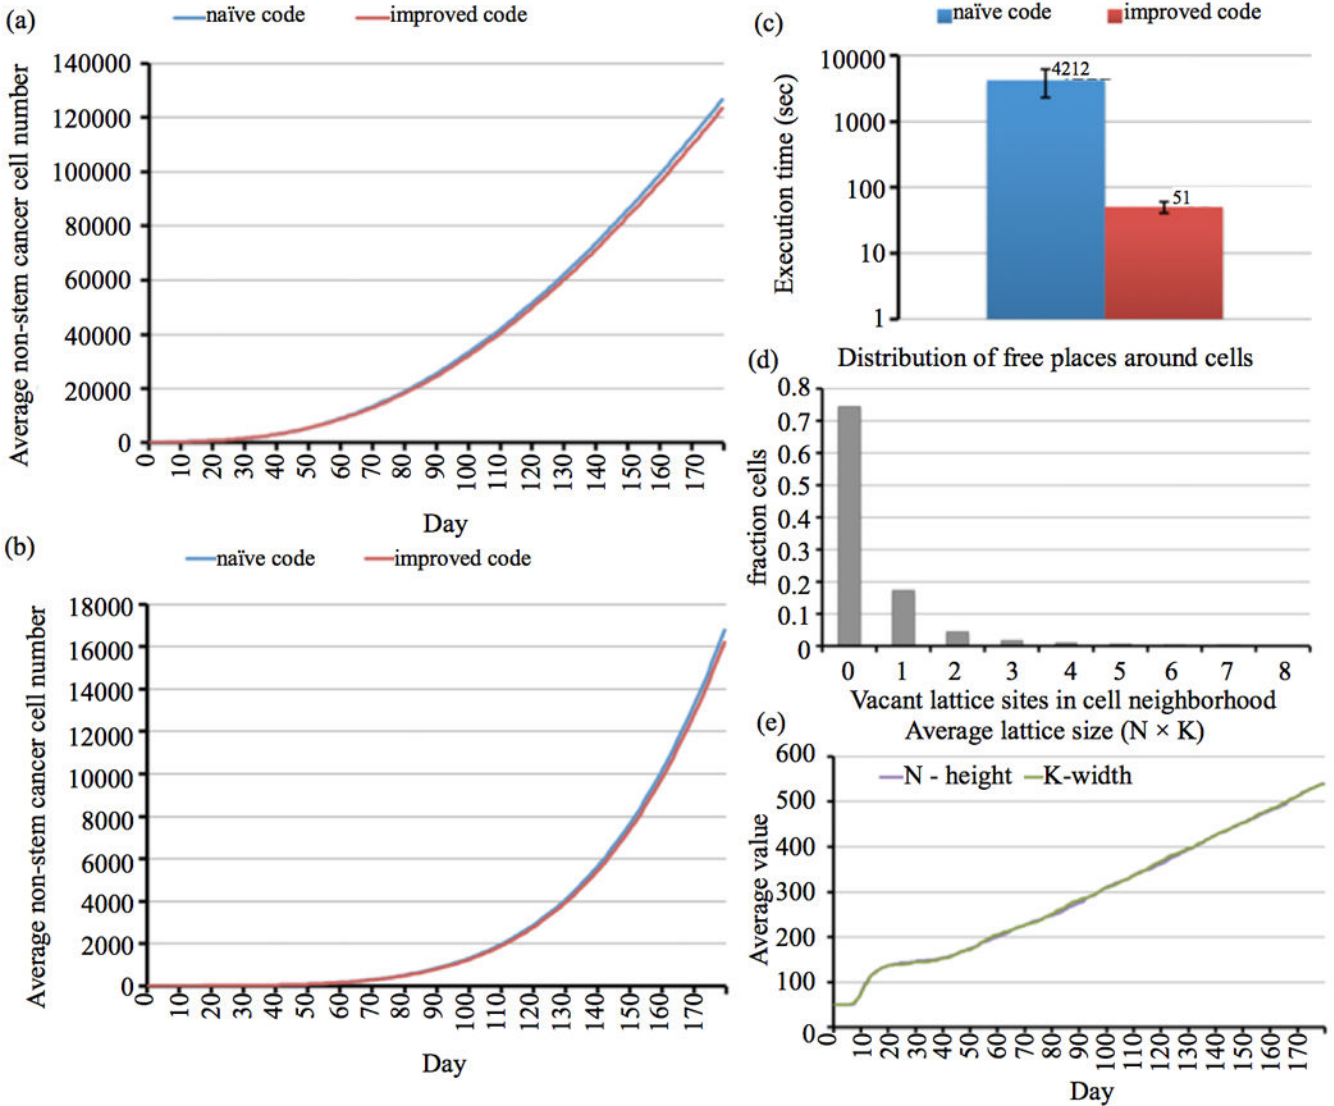 (a)
naïve code improved code
Average non-stem cancer cell number
140000
120000
100000
80000
60000
40000
20000
0
0 10 20 30 40 50 60 70 80 90 100 110 120 130 140 150 160 170
Day
(b)
naïve code improved code
Average non-stem cancer cell number
18000
16000
14000
12000
10000
8000
6000
4000
2000
0
0 10 20 30 40 50 60 70 80 90 100 110 120 130 140 150 160 170
Day
(c)
naïve code improved code
Execution time (sec)
10000
1000
100
10
1
4212
51
(d)
Distribution of free places around cells
fraction cells
0.8
0.7
0.6
0.5
0.4
0.3
0.2
0.1
0
0 1 2 3 4 5 6 7 8
Vacant lattice sites in cell neighborhood
(e)
Average lattice size (N × K)
N - height K-width
Average value
600
500
400
300
200
100
0
0 10 20 30 40 50 60 70 80 90 100 110 120 130 140 150 160 170
Day